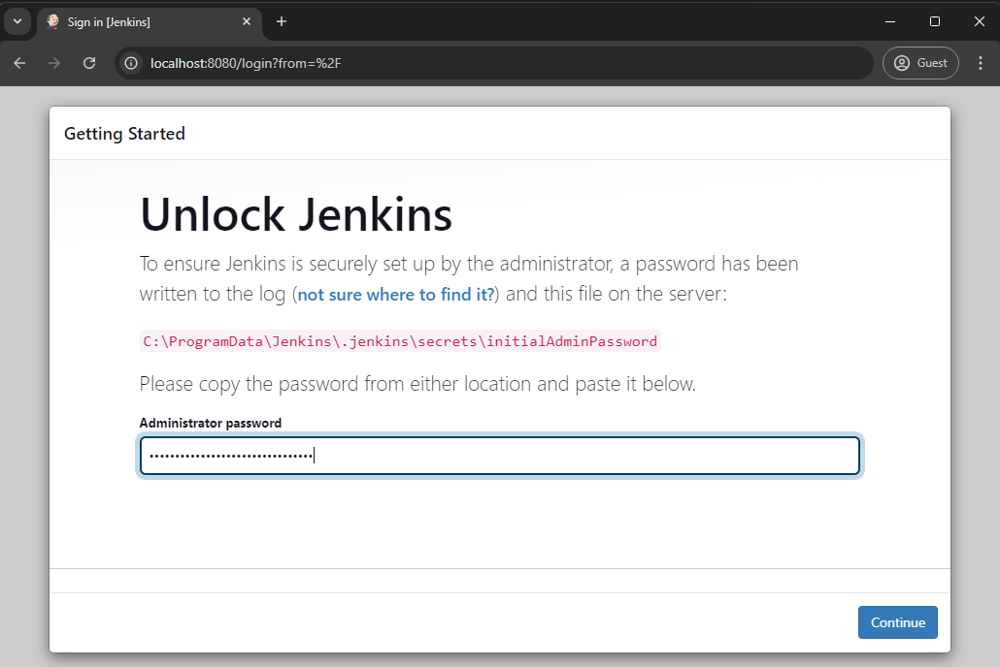 Sign in [Jenkins]
localhost:8080/login?from=%2F
Guest
Getting Started
Unlock Jenkins
To ensure Jenkins is securely set up by the administrator, a password has been
written to the log (not sure where to find it?) and this file on the server:
C:\ProgramData\Jenkins\.jenkins\secrets\initialAdminPassword
Please copy the password from either location and paste it below.
Administrator password
••••••••••••••••••••••••••••••••
Continue